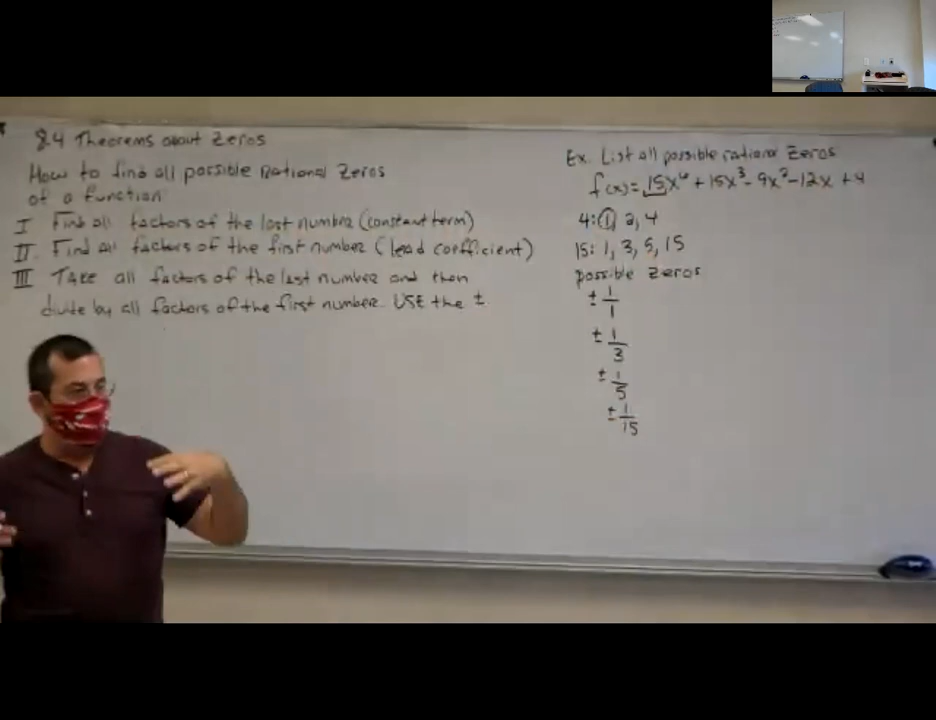 8.4 Theorems about Zeros
How to find all possible Rational Zeros
of a function
I Find all factors of the last number (constant term)
II. Find all factors of the first number (lead coefficient)
III Take all factors of the last number and then
divide by all factors of the first number. USE the ±
Ex. List all possible rational zeros
f(x) = 15x⁶ + 15x³ - 9x² - 12x + 4
4: 1, 2, 4
15: 1, 3, 5, 15
possible zeros
± 1/1
± 1/3
± 1/5
± 1/15